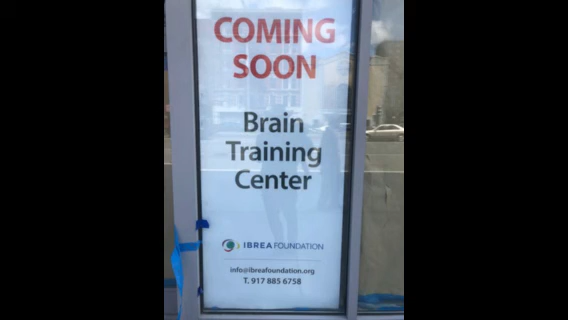 COMING
SOON
Brain
Training
Center
IBREA FOUNDATION
info@ibreafoundation.org
T. 917 885 6758